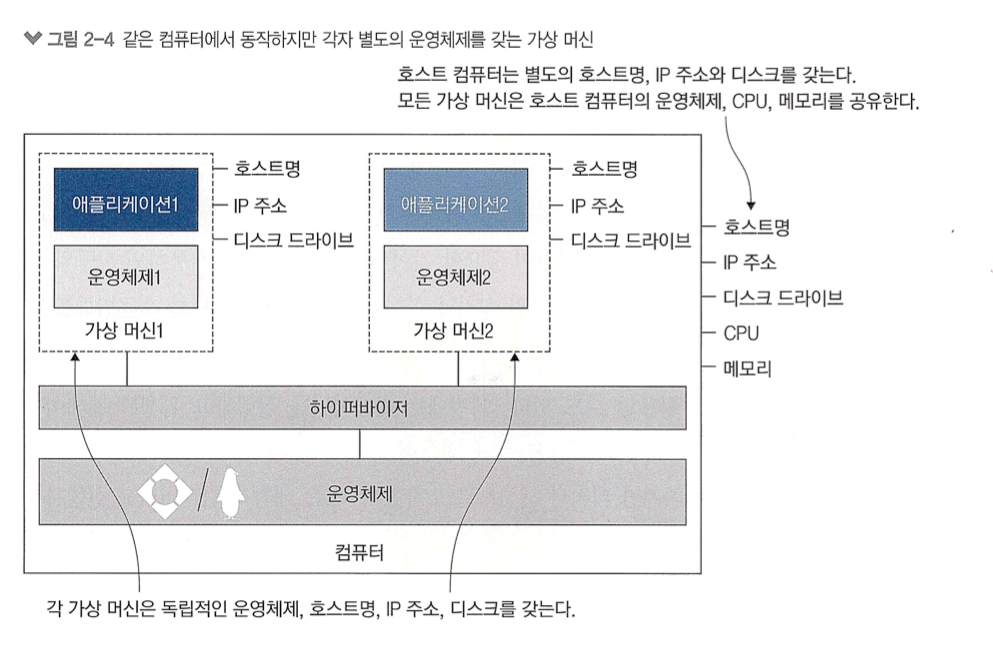 그림 2-4 같은 컴퓨터에서 동작하지만 각자 별도의 운영체제를 갖는 가상 머신
호스트 컴퓨터는 별도의 호스트명, IP 주소와 디스크를 갖는다.
모든 가상 머신은 호스트 컴퓨터의 운영체제, CPU, 메모리를 공유한다.
애플리케이션1
운영체제1
가상 머신1
호스트명
IP 주소
디스크 드라이브
애플리케이션2
운영체제2
가상 머신2
호스트명
IP 주소
디스크 드라이브
호스트명
IP 주소
디스크 드라이브
CPU
메모리
하이퍼바이저
운영체제
컴퓨터
각 가상 머신은 독립적인 운영체제, 호스트명, IP 주소, 디스크를 갖는다.